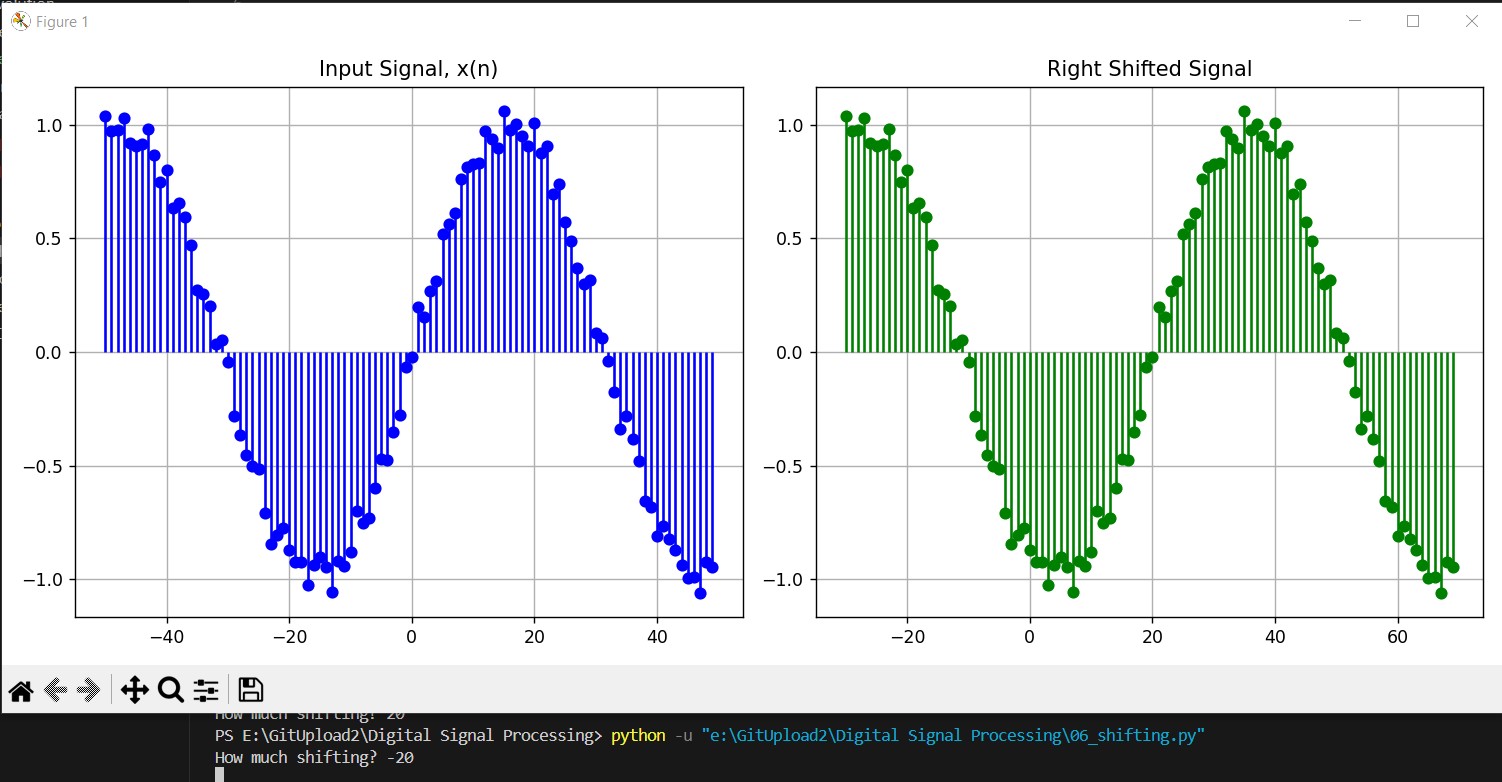 Figure 1
Input Signal, x(n)
Right Shifted Signal
1.0
0.5
0.0
−0.5
−1.0
−40 −20 0 20 40
1.0
0.5
0.0
−0.5
−1.0
−20 0 20 40 60
How much shifting? 20
PS E:\GitUpload2\Digital Signal Processing> python -u "e:\GitUpload2\Digital Signal Processing\06_shifting.py"
How much shifting? -20